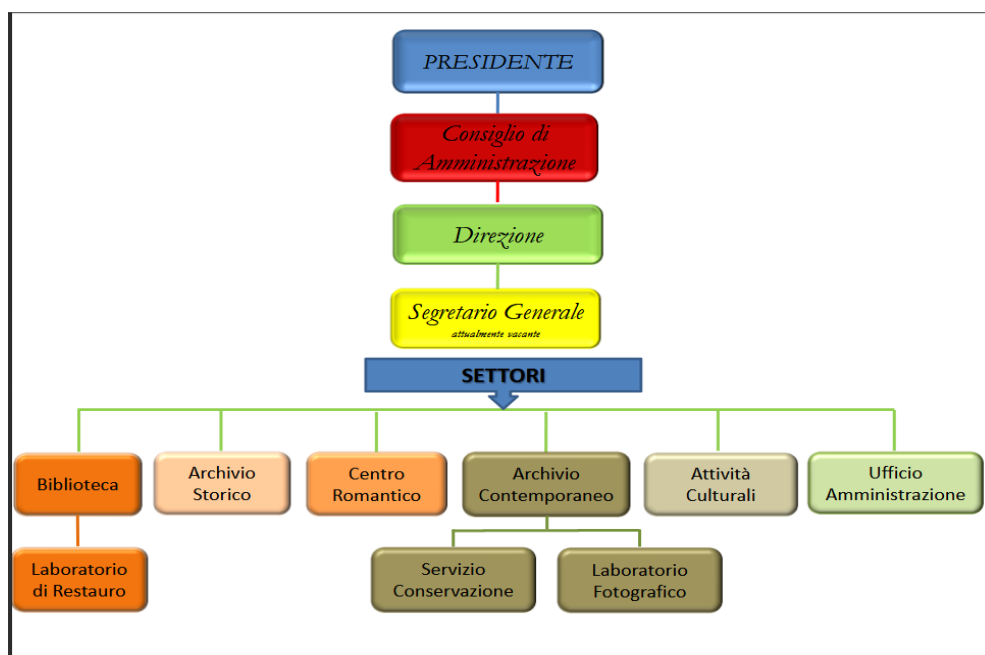 PRESIDENTE
Consiglio di
Amministrazione
Direzione
Segretario Generale
attualmente vacante
SETTORI
Biblioteca
Archivio
Storico
Centro
Romantico
Archivio
Contemporaneo
Attività
Culturali
Ufficio
Amministrazione
Laboratorio
di Restauro
Servizio
Conservazione
Laboratorio
Fotografico